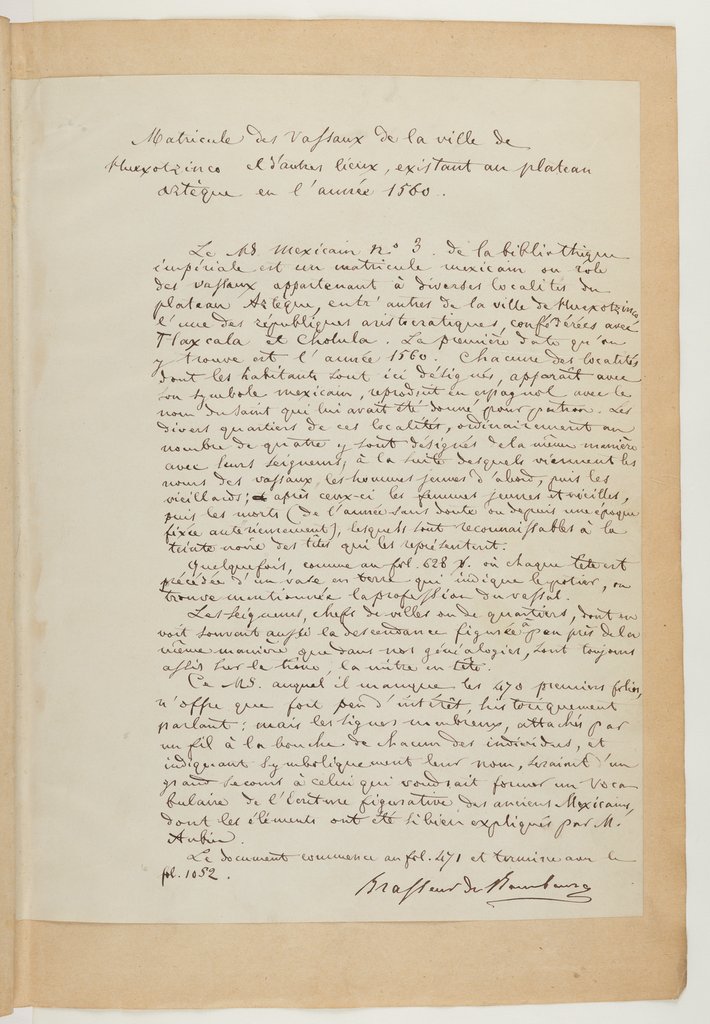 Matricule des Vassaux de la ville de
Huexotzinco et d'autres lieux, existant au plateau
Aztèque en l'année 1560.
Le MS. mexicain no 3. de la bibliothèque
impériale est un matricule mexicain ou role
des vassaux appartenant à diverses localités du
plateau Aztèque, entr'autres de la ville de Huexotzinco,
l'une des républiques aristocratiques, confédérées avec
Tlaxcala et Cholula. La première date qu'on
y trouve est l'année 1560. Chacune des localités
dont les habitants sont ici désignés, apparait avec
son symbole mexicain, reproduit en espagnol avec le
nom du saint qui lui avait été donné pour patron. Les
divers quartiers de ces localités, ordinairement au
nombre de quatre y sont désignés de la même manière
avec leurs seigneurs, à la suite desquels viennent les
noms des vassaux, les hommes jeunes d'abord, puis les
vieillards; après ceux-ci les femmes jeunes et vieilles,
puis les morts (de l'année sans doute ou depuis une époque
fixée antérieurement), lesquels sont reconnaissables à la
teinte noire des têtes qui les représentent.
Quelquefois, comme au fol. 628 v. où chaque tête est
précédée d'un vase en terre qui indique le potier, on
trouve mentionnée la profession du vassal.
Les seigneurs, chefs de villes ou de quartiers, dont on
voit souvent aussi la descendance figurée à peu près de la
même manière que dans nos généalogies, sont toujours
assis sur le trône, la mitre en tête.
Ce MS. auquel il manque les 470 premiers folios,
n'offre que fort peu d'intérêt, historiquement
parlant: mais les signes nombreux, attachés par
un fil à la bouche de chacun des individus, et
indiquant symboliquement leur nom, seraient d'un
grand secours à celui qui voudrait former un Voca-
bulaire de l'Ecriture figurative des anciens Mexicains,
dont les éléments ont été si bien expliqués par M.
Aubin.
Le document commence au fol. 471 et termine avec le
fol. 1052.
Brasseur de Bourbourg